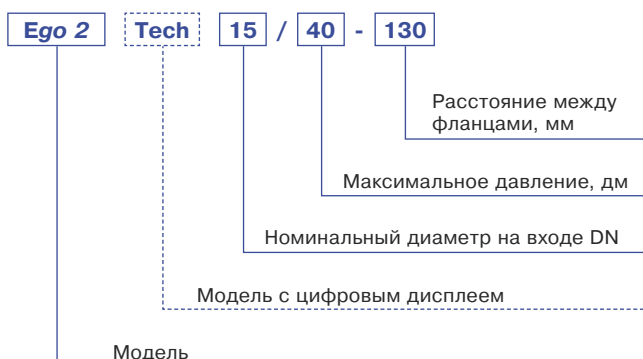 Ego 2 Tech 15 / 40 - 130
Расстояние между
фланцами, мм
Максимальное давление, дм
Номинальный диаметр на входе DN
Модель с цифровым дисплеем
Модель